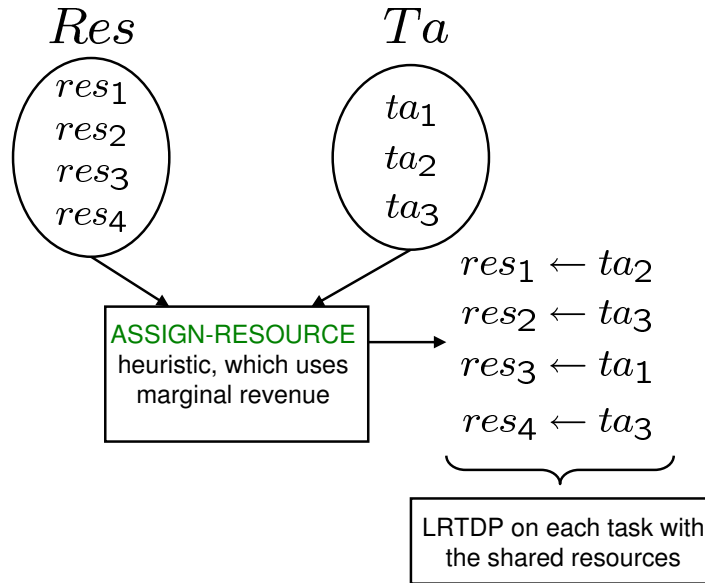 Res
Ta
res₁
res₂
res₃
res₄
ta₁
ta₂
ta₃
ASSIGN-RESOURCE
heuristic, which uses
marginal revenue
res₁ ← ta₂
res₂ ← ta₃
res₃ ← ta₁
res₄ ← ta₃
LRTDP on each task with
the shared resources